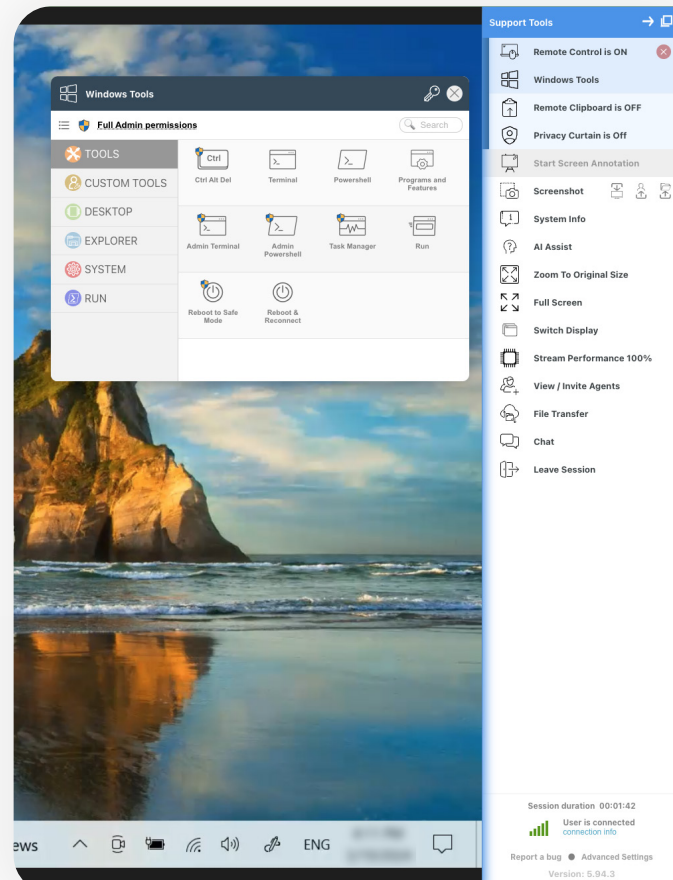 Support Tools
Remote Control is ON
Windows Tools
Remote Clipboard is OFF
Privacy Curtain is Off
Start Screen Annotation
Screenshot
1
System Info
AI Assist
Zoom To Original Size
Full Screen
Switch Display
Stream Performance 100%
View / Invite Agents
File Transfer
Chat
Leave Session
Session duration 00:01:42
User is connected
connection info
Report a bug Advanced Settings
Version: 5.94.3
Windows Tools
Full Admin permissions
Search
TOOLS
CUSTOM TOOLS
DESKTOP
EXPLORER
SYSTEM
RUN
Ctrl
Ctrl Alt Del
Terminal
Powershell
Programs and
Features
Admin Terminal
Admin
Powershell
Task Manager
Run
Reboot to Safe
Mode
Reboot &
Reconnect
ews
ENG